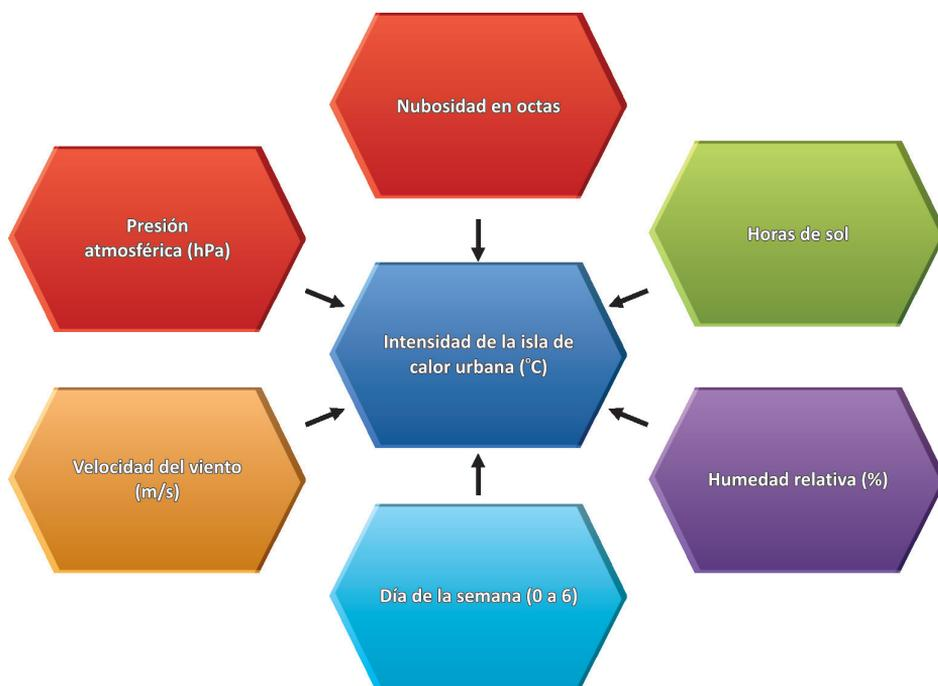 Nubosidad en octas
Presión
atmosférica (hPa)
Horas de sol
Intensidad de la isla de
calor urbana (°C)
Velocidad del viento
(m/s)
Humedad relativa (%)
Día de la semana (0 a 6)